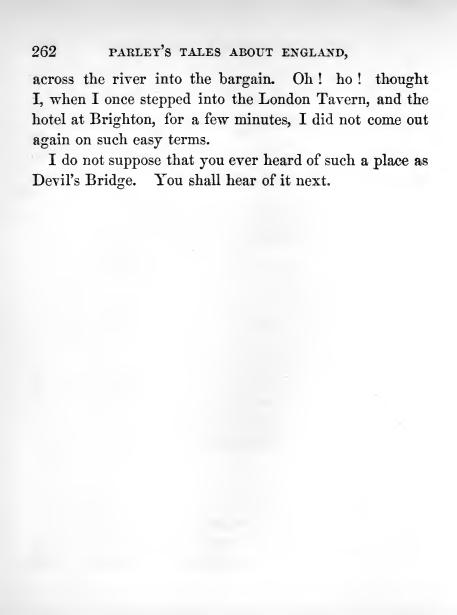 262 PARLEY'S TALES ABOUT ENGLAND,
across the river into the bargain. Oh ! ho ! thought
I, when I once stepped into the London Tavern, and the
hotel at Brighton, for a few minutes, I did not come out
again on such easy terms.
I do not suppose that you ever heard of such a place as
Devil's Bridge. You shall hear of it next.